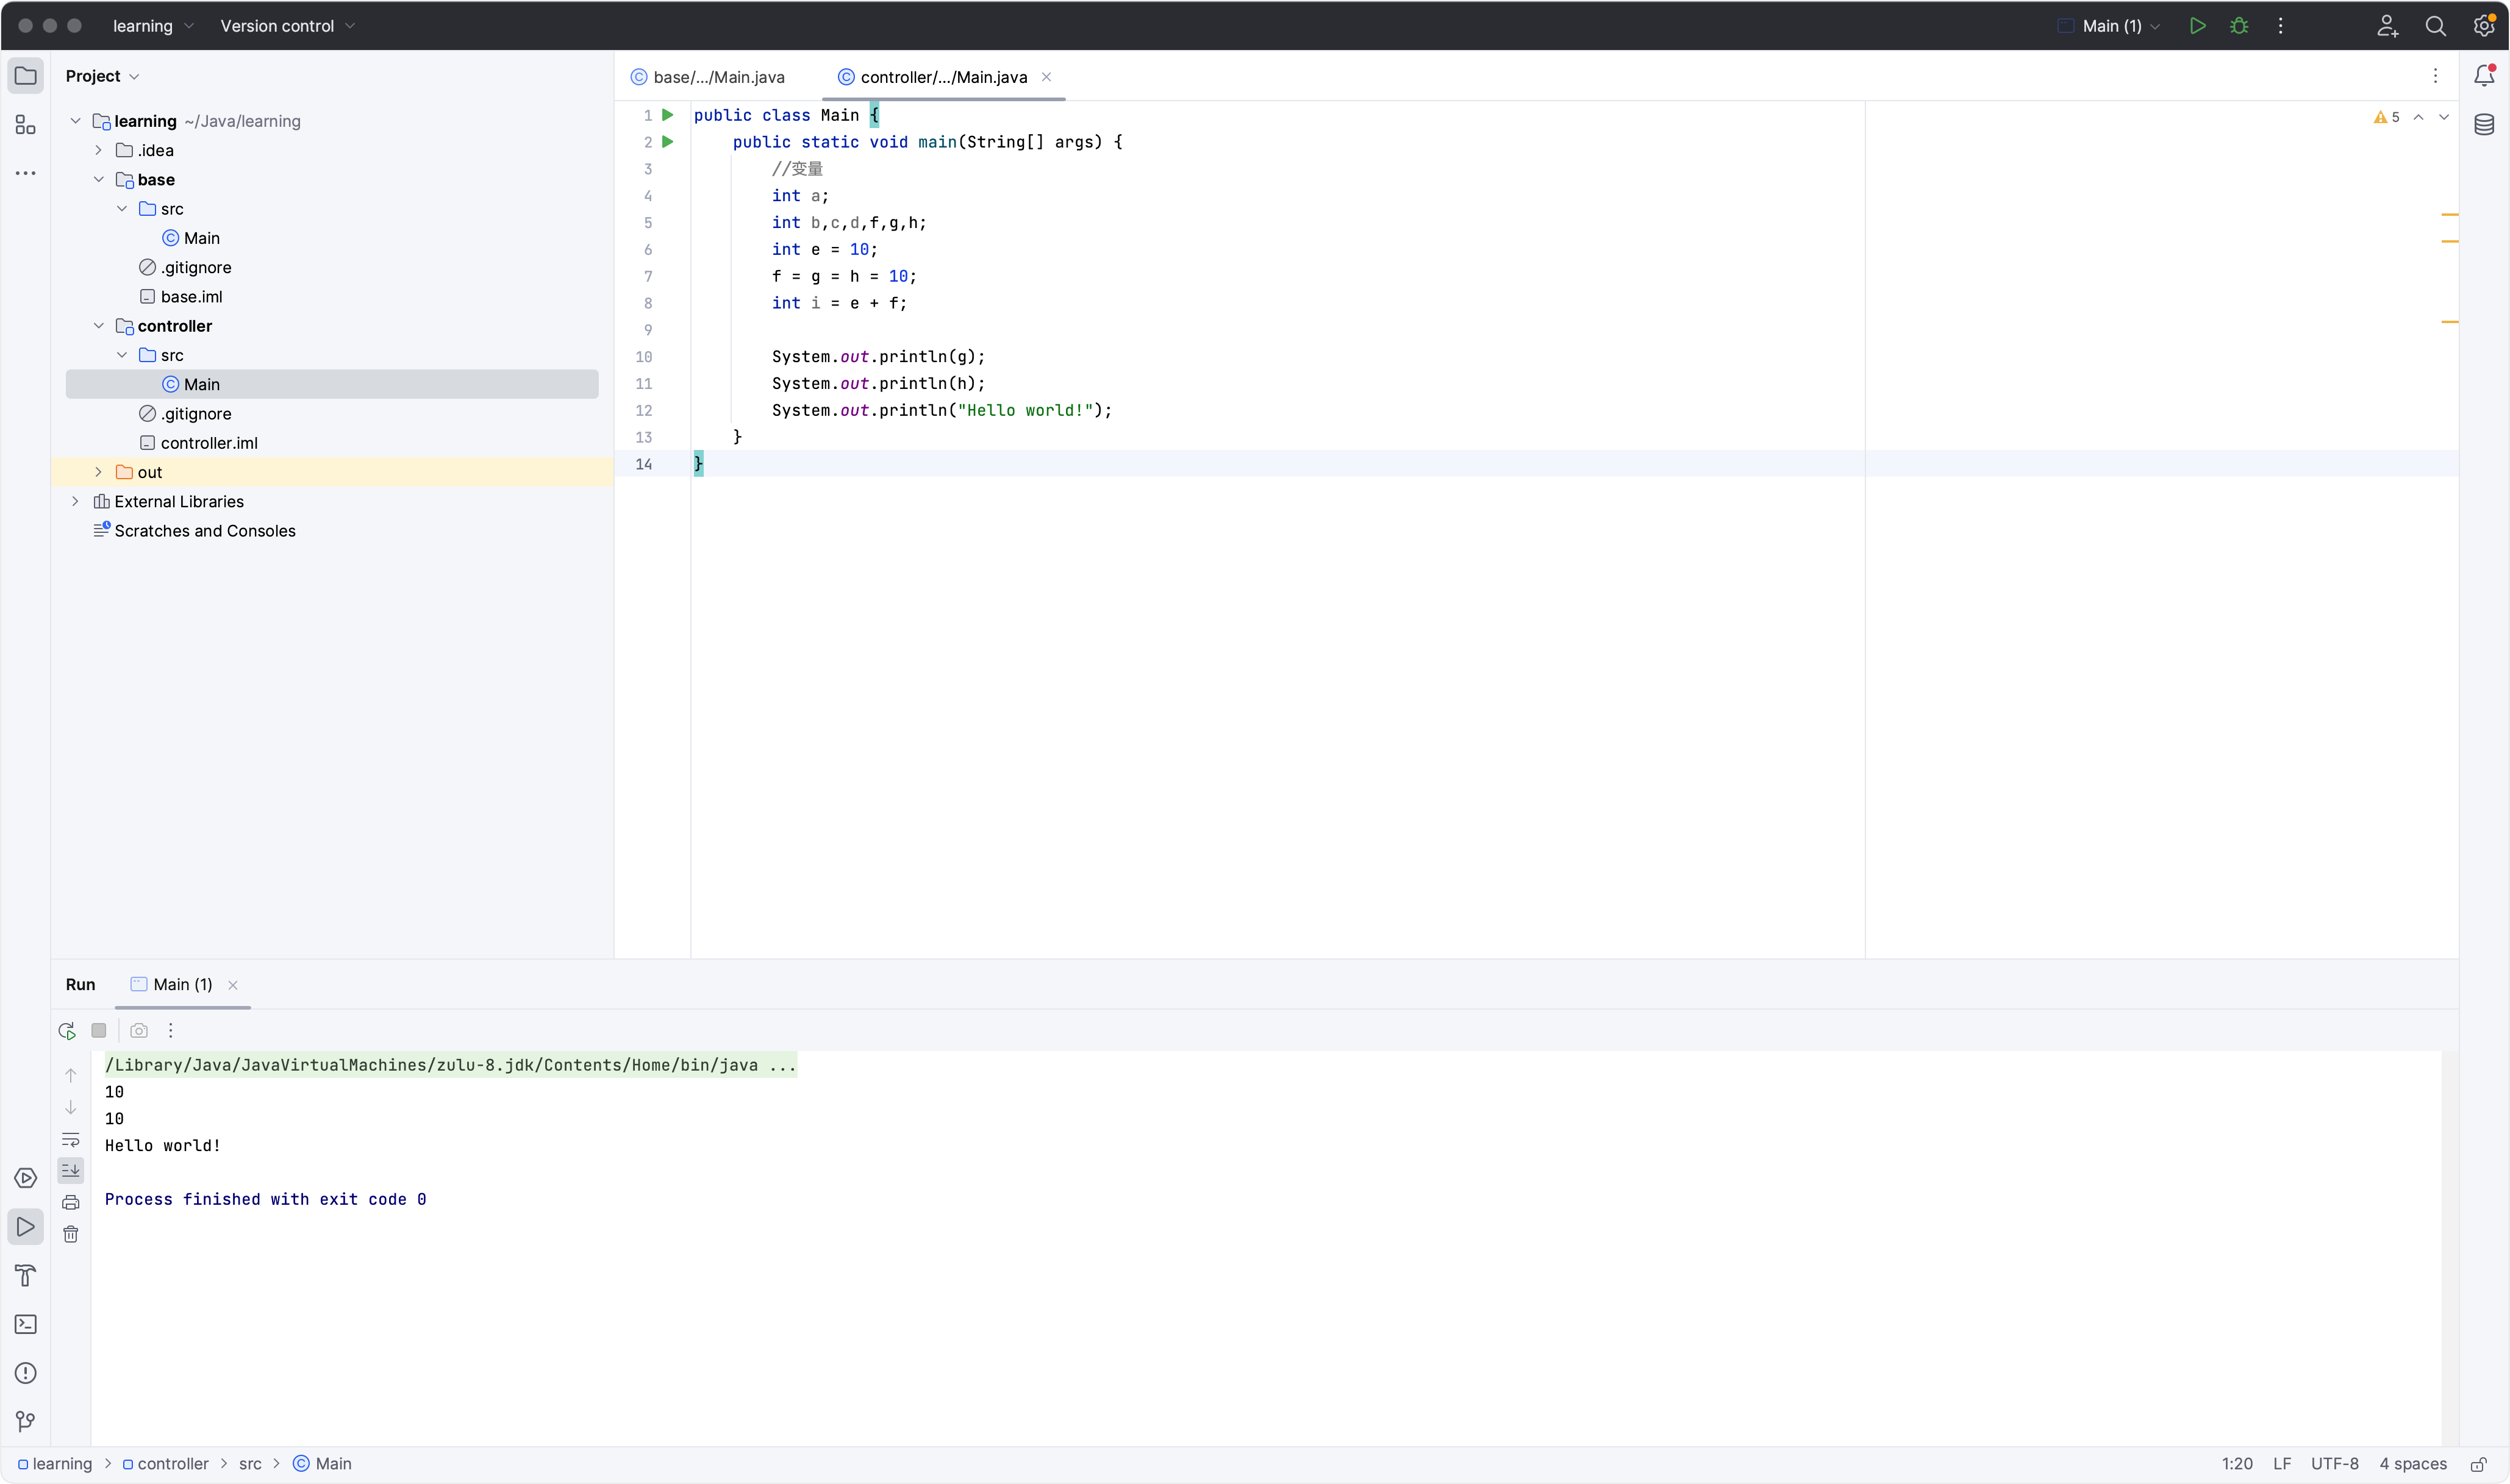 learning Version control Main (1)
Project
base/.../Main.java controller/.../Main.java
learning ~/Java/learning
.idea
base
src
Main
.gitignore
base.iml
controller
src
Main
.gitignore
controller.iml
out
External Libraries
Scratches and Consoles
5
1 public class Main {
2 public static void main(String[] args) {
3 //变量
4 int a;
5 int b,c,d,f,g,h;
6 int e = 10;
7 f = g = h = 10;
8 int i = e + f;
9
10 System.out.println(g);
11 System.out.println(h);
12 System.out.println("Hello world!");
13 }
14 }
Run Main (1)
/Library/Java/JavaVirtualMachines/zulu-8.jdk/Contents/Home/bin/java ...
10
10
Hello world!
Process finished with exit code 0
learning > controller > src > Main 1:20 LF UTF-8 4 spaces